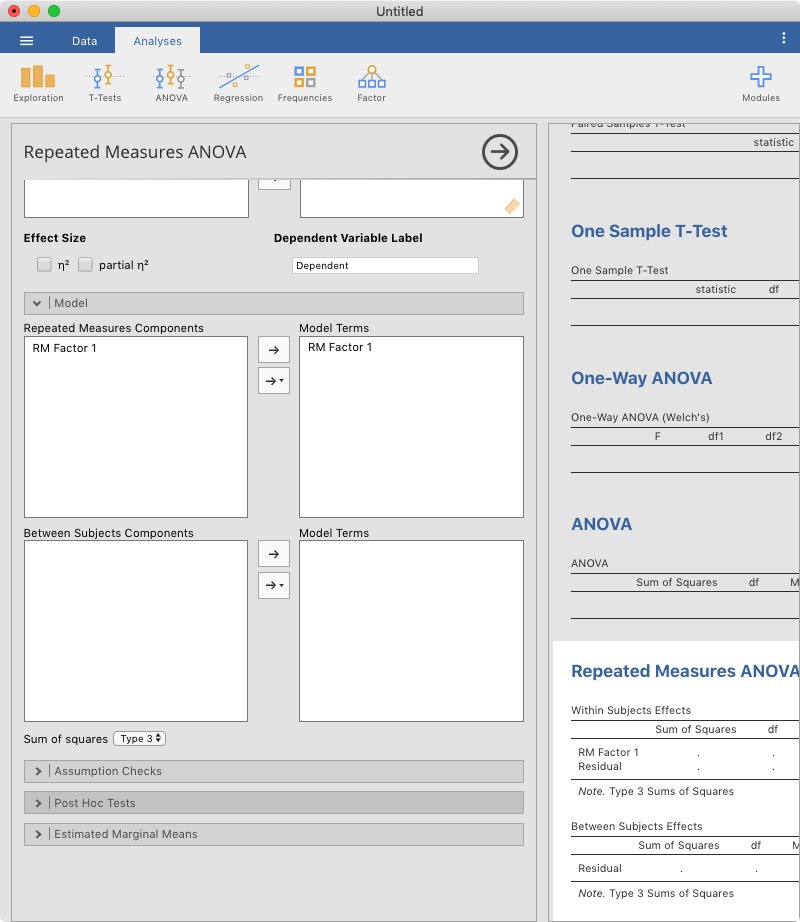 Untitled
Data
Analyses
Exploration
T-Tests
ANOVA
Regression
Frequencies
Factor
Modules
Repeated Measures ANOVA
Effect Size
Dependent Variable Label
η²
partial η²
Dependent
Model
Repeated Measures Components
Model Terms
RM Factor 1
RM Factor 1
Between Subjects Components
Model Terms
Sum of squares
Type 3
Assumption Checks
Post Hoc Tests
Estimated Marginal Means
Paired Samples T-Test
statistic
One Sample T-Test
One Sample T-Test
statistic df
One-Way ANOVA
One-Way ANOVA (Welch's)
F df1 df2
ANOVA
ANOVA
Sum of Squares df M
Repeated Measures ANOVA
Within Subjects Effects
Sum of Squares df
RM Factor 1 . .
Residual . .
Note. Type 3 Sums of Squares
Between Subjects Effects
Sum of Squares df M
Residual . .
Note. Type 3 Sums of Squares